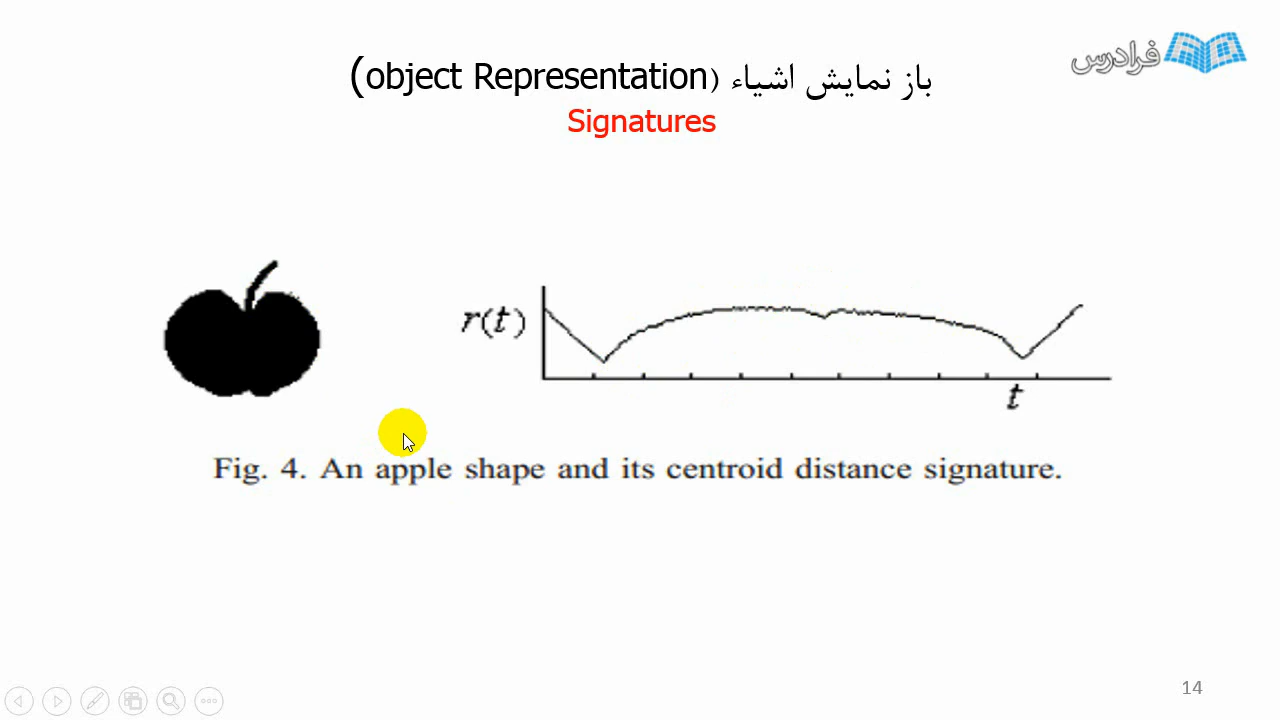 فرادرس
باز نمایش اشیاء (object Representation)
Signatures
r(t)
t
Fig. 4. An apple shape and its centroid distance signature.
14